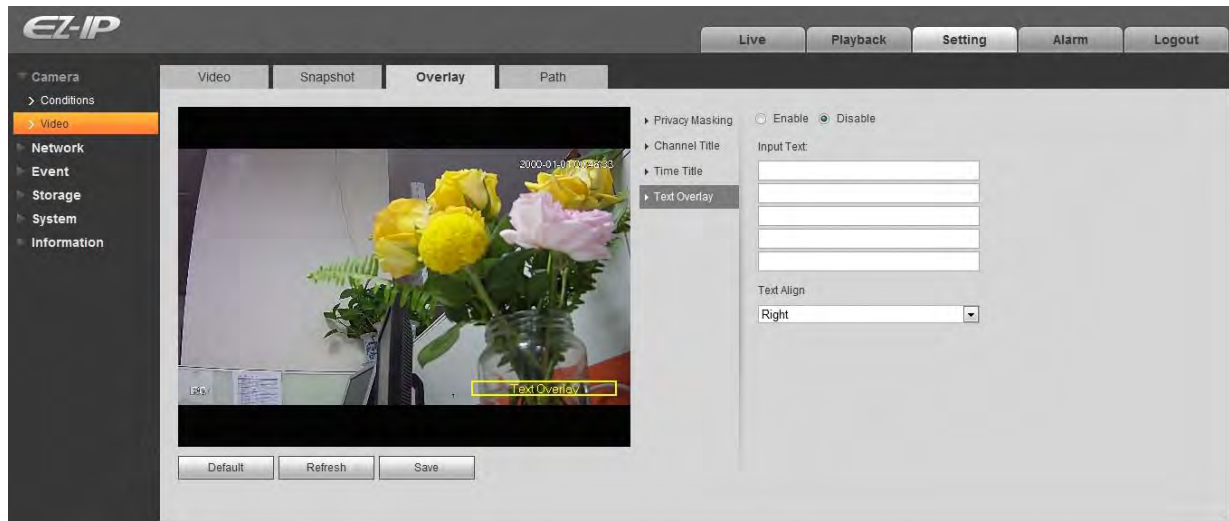 EZ-IP
Live Playback Setting Alarm Logout
Camera
Conditions
Video
Network
Event
Storage
System
Information
Video Snapshot Overlay Path
Text Overlay
Default Refresh Save
Privacy Masking
Channel Title
Time Title
Text Overlay
Enable Disable
Input Text:
Text Align
Right